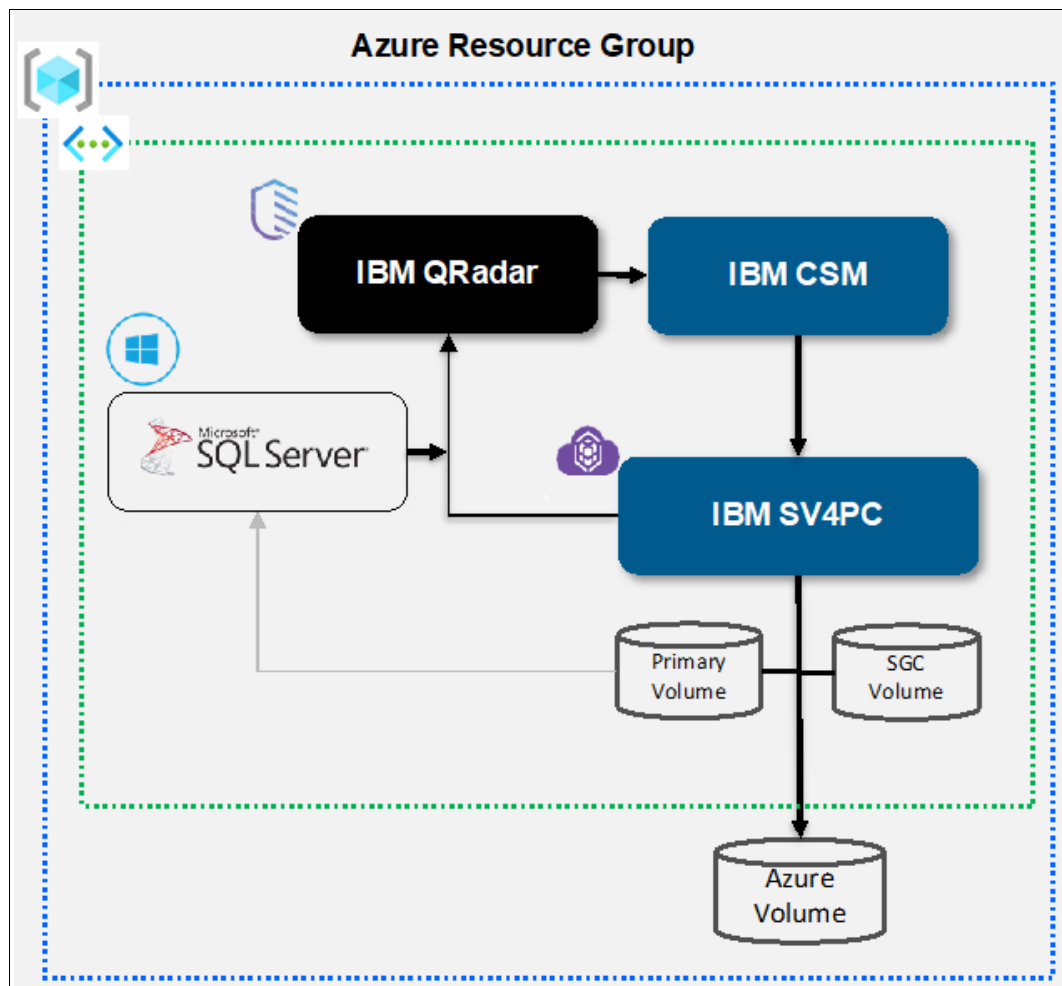 Azure Resource Group
IBM QRadar
IBM CSM
Microsoft®
SQL Server
IBM SV4PC
Primary
Volume
SGC
Volume
Azure
Volume